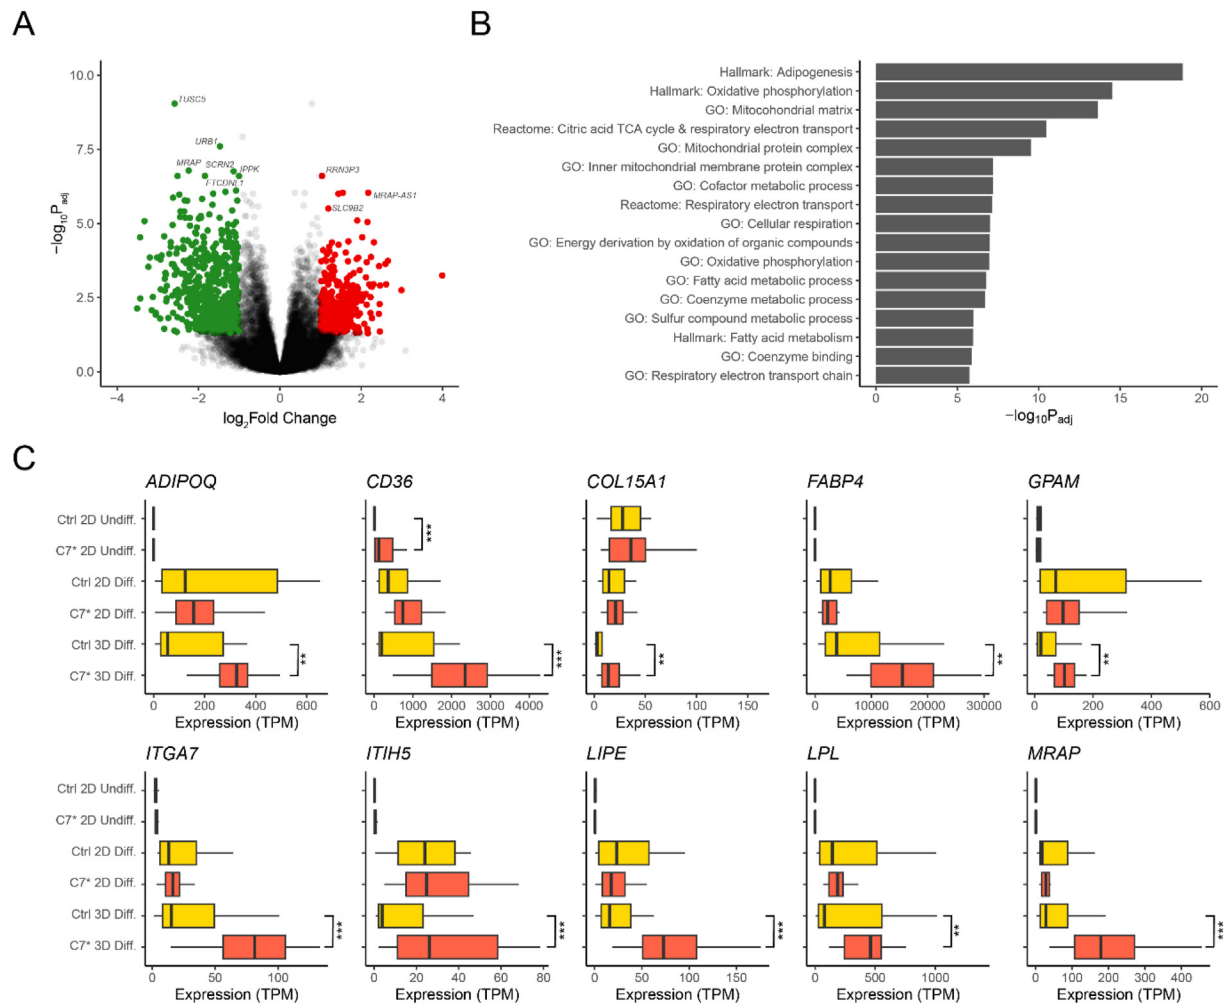 A
B
10.0
7.5
5.0
2.5
0.0
−log10Padj
TUSC5
URB1
MRAP
SCRN2
IPPK
FTCDNL1
RRN3P3
MRAP-AS1
SLC9B2
−4
−2
0
2
4
log2Fold Change
Hallmark: Adipogenesis
Hallmark: Oxidative phosphorylation
GO: Mitocohondrial matrix
Reactome: Citric acid TCA cycle & respiratory electron transport
GO: Mitochondrial protein complex
GO: Inner mitochondrial membrane protein complex
GO: Cofactor metabolic process
Reactome: Respiratory electron transport
GO: Cellular respiration
GO: Energy derivation by oxidation of organic compounds
GO: Oxidative phosphorylation
GO: Fatty acid metabolic process
GO: Coenzyme metabolic process
GO: Sulfur compound metabolic process
Hallmark: Fatty acid metabolism
GO: Coenzyme binding
GO: Respiratory electron transport chain
0
5
10
15
20
−log10Padj
C
ADIPOQ
CD36
COL15A1
FABP4
GPAM
Ctrl 2D Undiff.
C7* 2D Undiff.
Ctrl 2D Diff.
C7* 2D Diff.
Ctrl 3D Diff.
C7* 3D Diff.
**
***
***
**
**
**
0 200 400 600
0 1000 2000 3000 4000
0 50 100 150
0 10000 20000 30000
0 200 400 600
Expression (TPM)
Expression (TPM)
Expression (TPM)
Expression (TPM)
Expression (TPM)
ITGA7
ITIH5
LIPE
LPL
MRAP
Ctrl 2D Undiff.
C7* 2D Undiff.
Ctrl 2D Diff.
C7* 2D Diff.
Ctrl 3D Diff.
C7* 3D Diff.
***
***
***
**
***
0 50 100
0 20 40 60 80
0 50 100 150
0 500 1000
0 100 200 300 400
Expression (TPM)
Expression (TPM)
Expression (TPM)
Expression (TPM)
Expression (TPM)